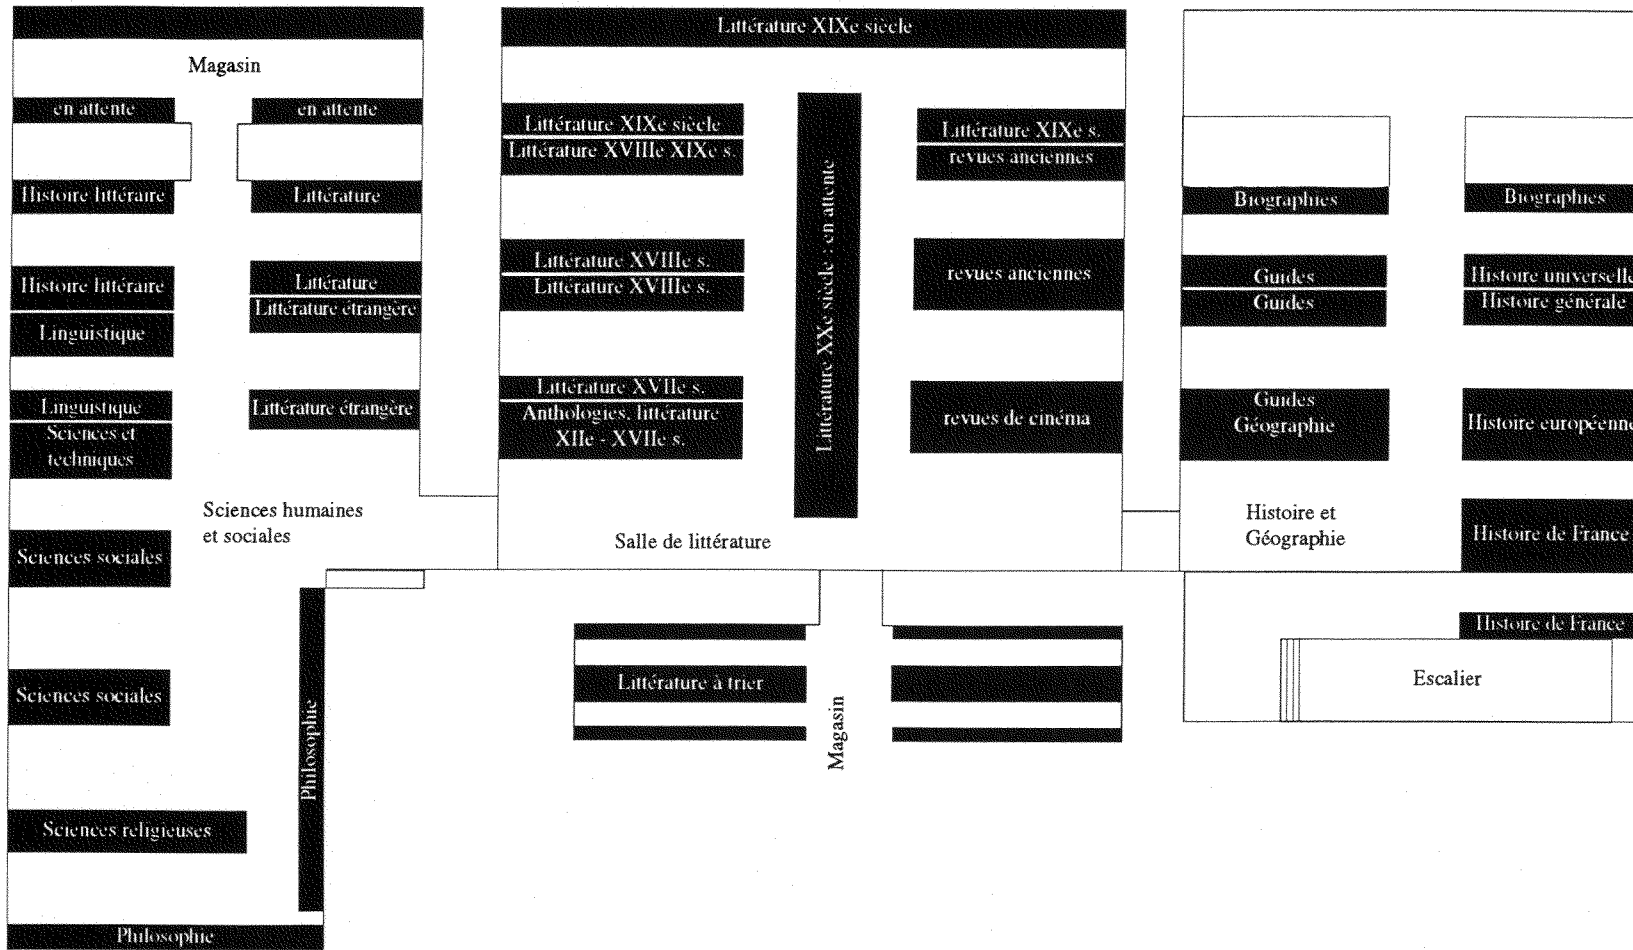 Magasin
en attente
en attente
Histoire littéraire
Littérature
Histoire littéraire
Linguistique
Littérature
Littérature étrangère
Linguistique
Sciences et
techniques
Littérature étrangère
Sciences humaines
et sociales
Sciences sociales
Sciences sociales
Philosophie
Sciences religieuses
Philosophie
Littérature XIXe siècle
Littérature XIXe siècle
Littérature XVIIIe XIXe s.
Littérature XVIIIe s.
Littérature XVIIIe s.
Littérature XVIIe s.
Anthologies, littérature
XIIe - XVIIe s.
Littérature XXe siècle : en attente
Littérature XIXe s.
revues anciennes
revues anciennes
revues de cinéma
Salle de littérature
Littérature à trier
Magasin
Biographies
Biographies
Guides
Guides
Histoire universelle
Histoire générale
Guides
Géographie
Histoire européenne
Histoire et
Géographie
Histoire de France
Histoire de France
Escalier